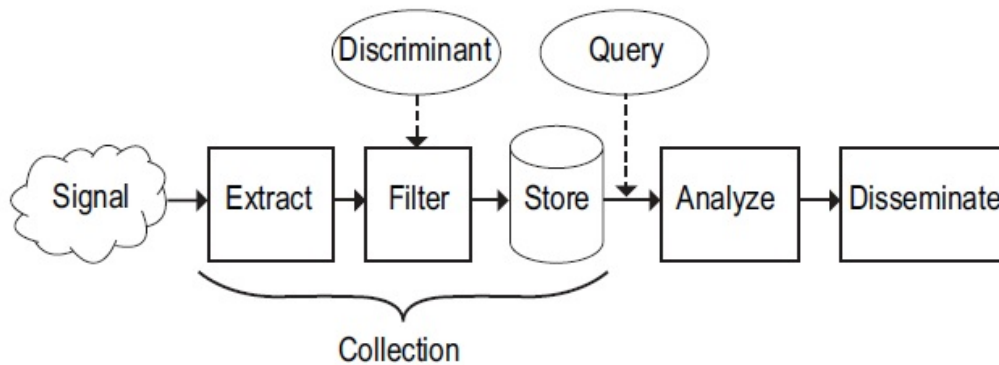 Discriminant
Query
Signal
Extract
Filter
Store
Analyze
Disseminate
Collection